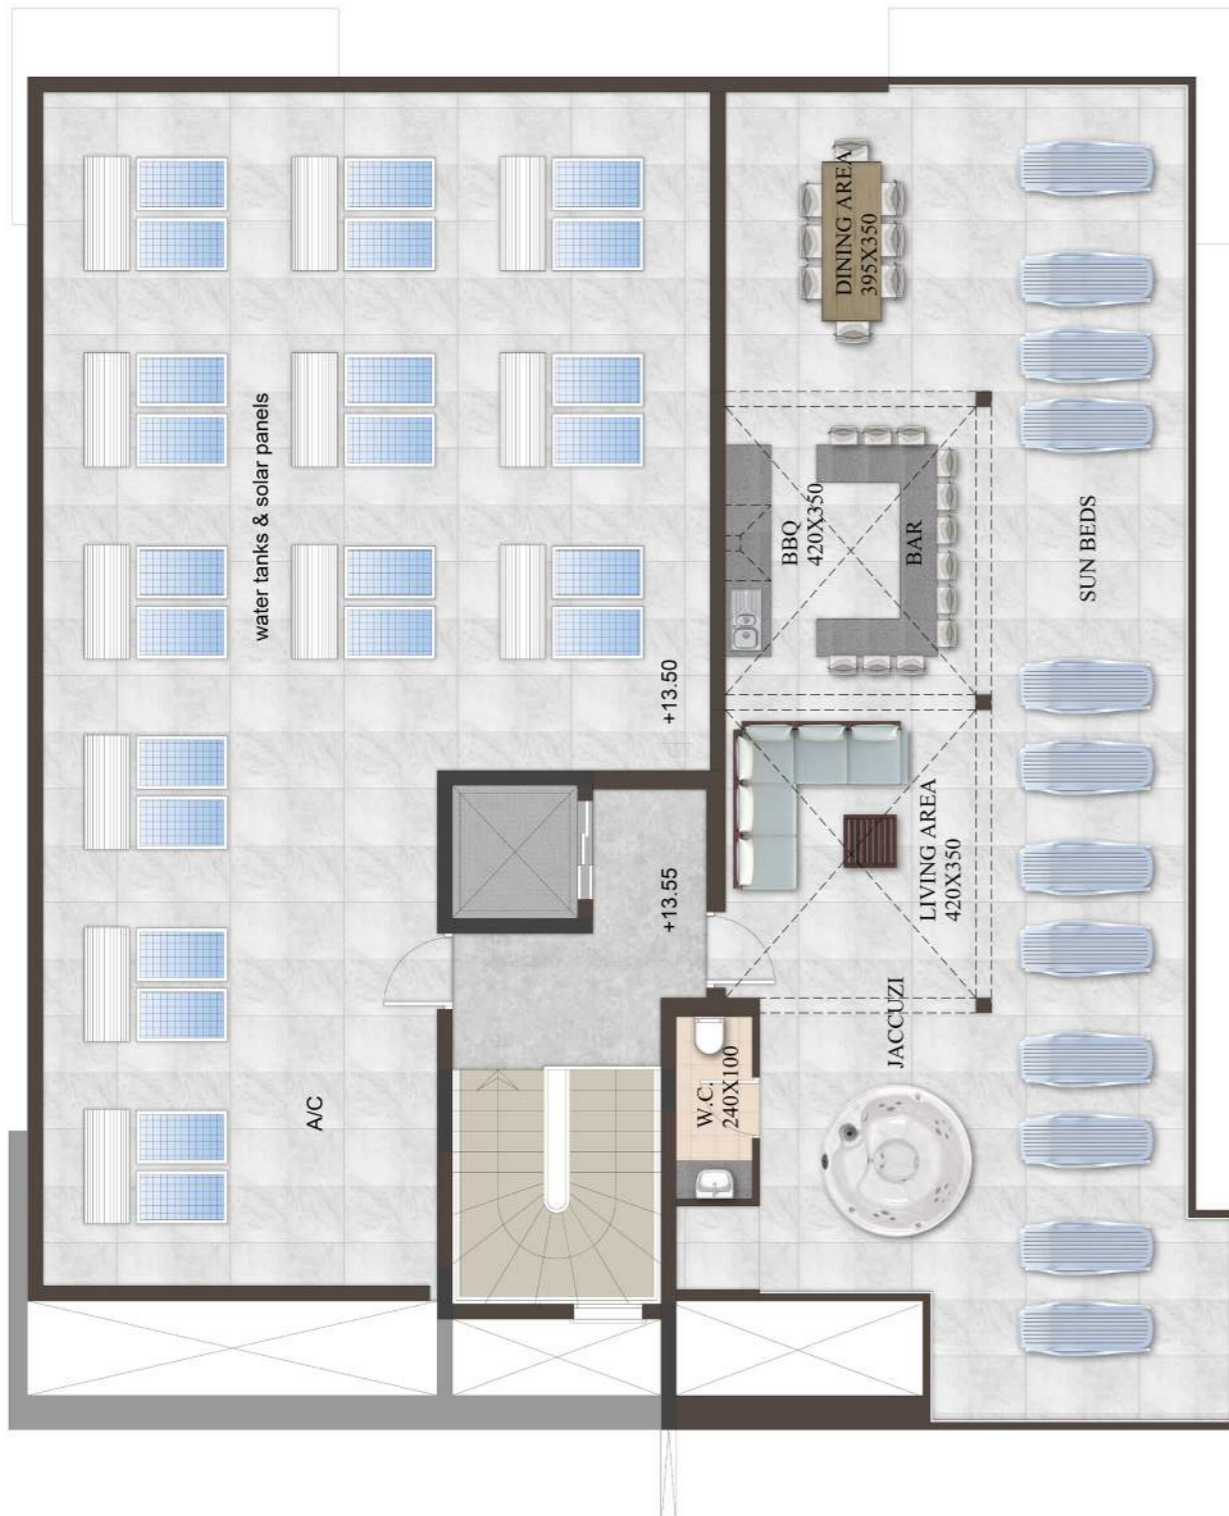 water tanks & solar panels
A/C
+13.50
+13.55
DINING AREA
395X350
BBQ
420X350
BAR
SUN BEDS
LIVING AREA
420X350
JACCUZI
W.C.
240X100